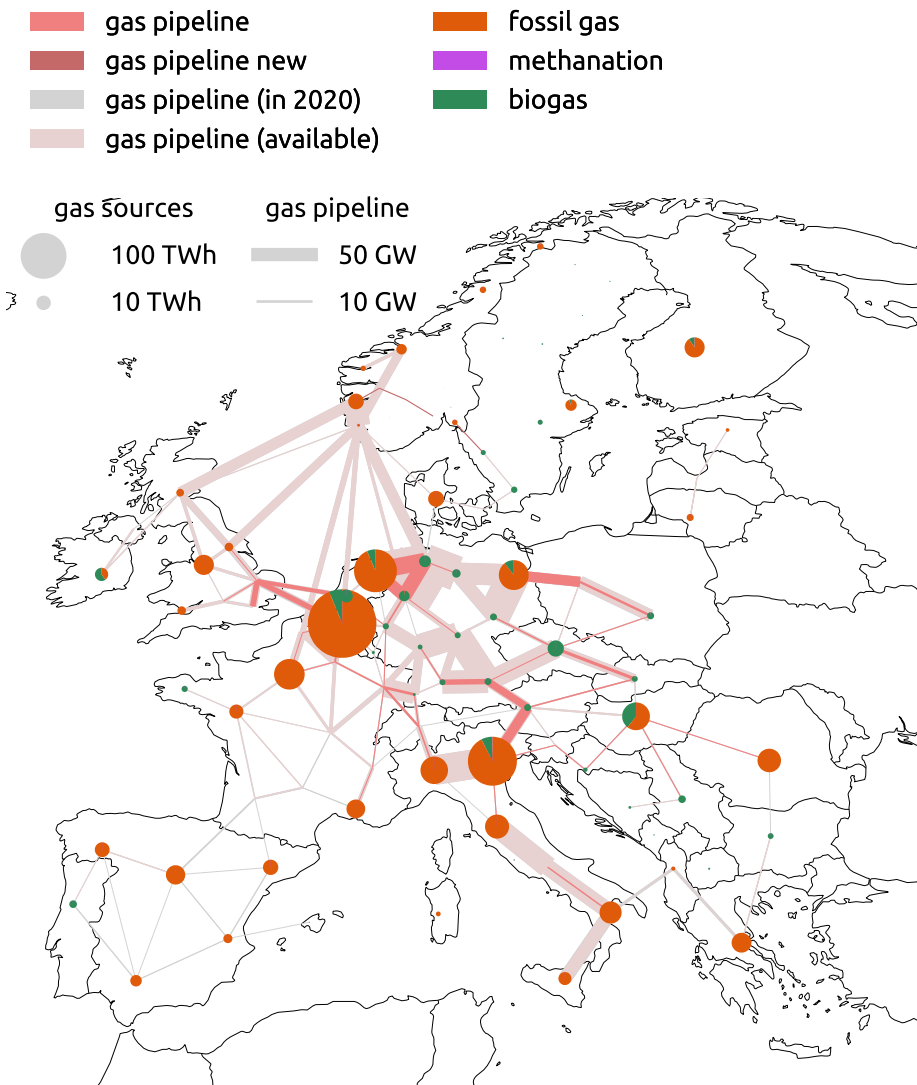 gas pipeline
gas pipeline new
gas pipeline (in 2020)
gas pipeline (available)
fossil gas
methanation
biogas
gas sources
100 TWh
10 TWh
gas pipeline
50 GW
10 GW